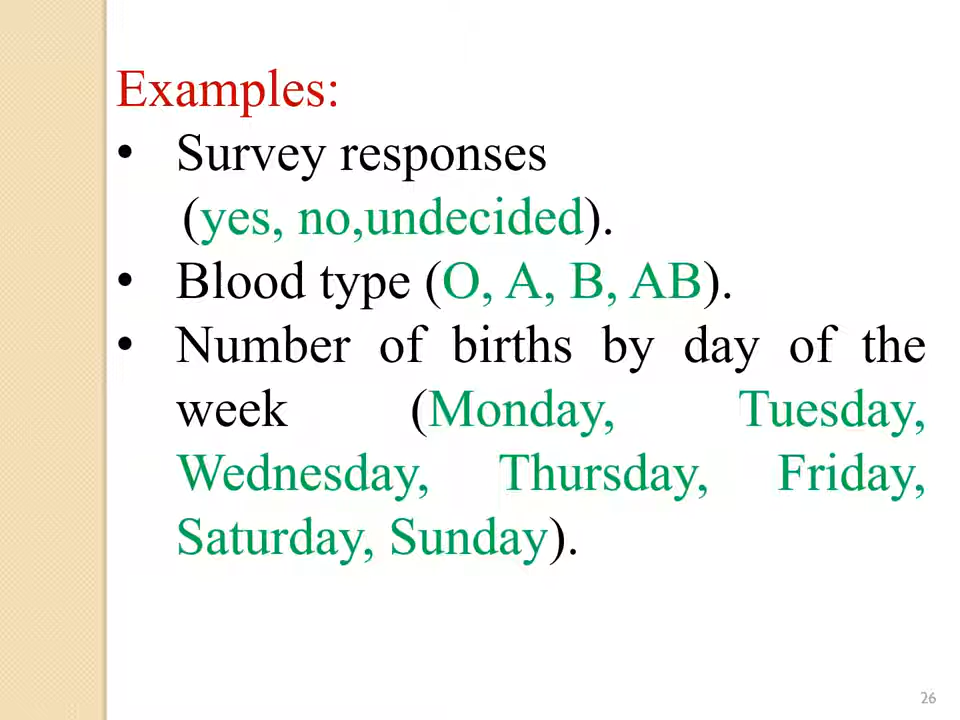 Examples:
• Survey responses
(yes, no,undecided).
• Blood type (O, A, B, AB).
• Number of births by day of the
week (Monday, Tuesday,
Wednesday, Thursday, Friday,
Saturday, Sunday).
26